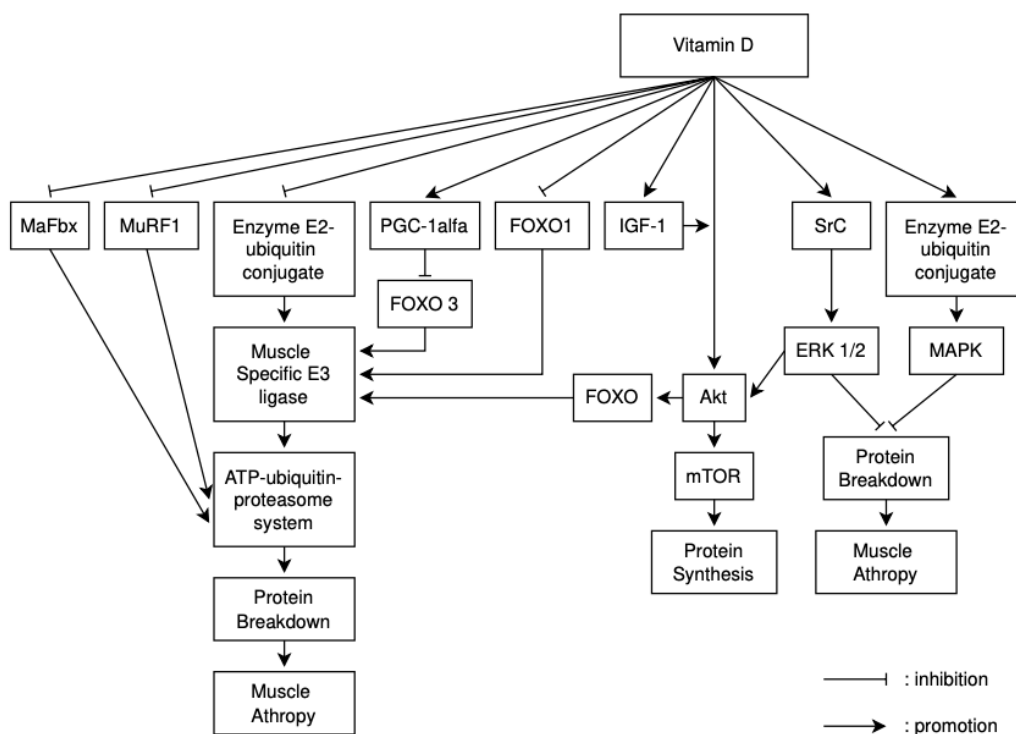 Vitamin D
MaFbx
MuRF1
Enzyme E2-
ubiquitin
conjugate
PGC-1alfa
FOXO1
IGF-1
SrC
Enzyme E2-
ubiquitin
conjugate
FOXO 3
Muscle
Specific E3
ligase
ERK 1/2
MAPK
FOXO
Akt
ATP-ubiquitin-
proteasome
system
mTOR
Protein
Breakdown
Protein
Synthesis
Muscle
Athropy
Protein
Breakdown
Muscle
Athropy
: inhibition
: promotion